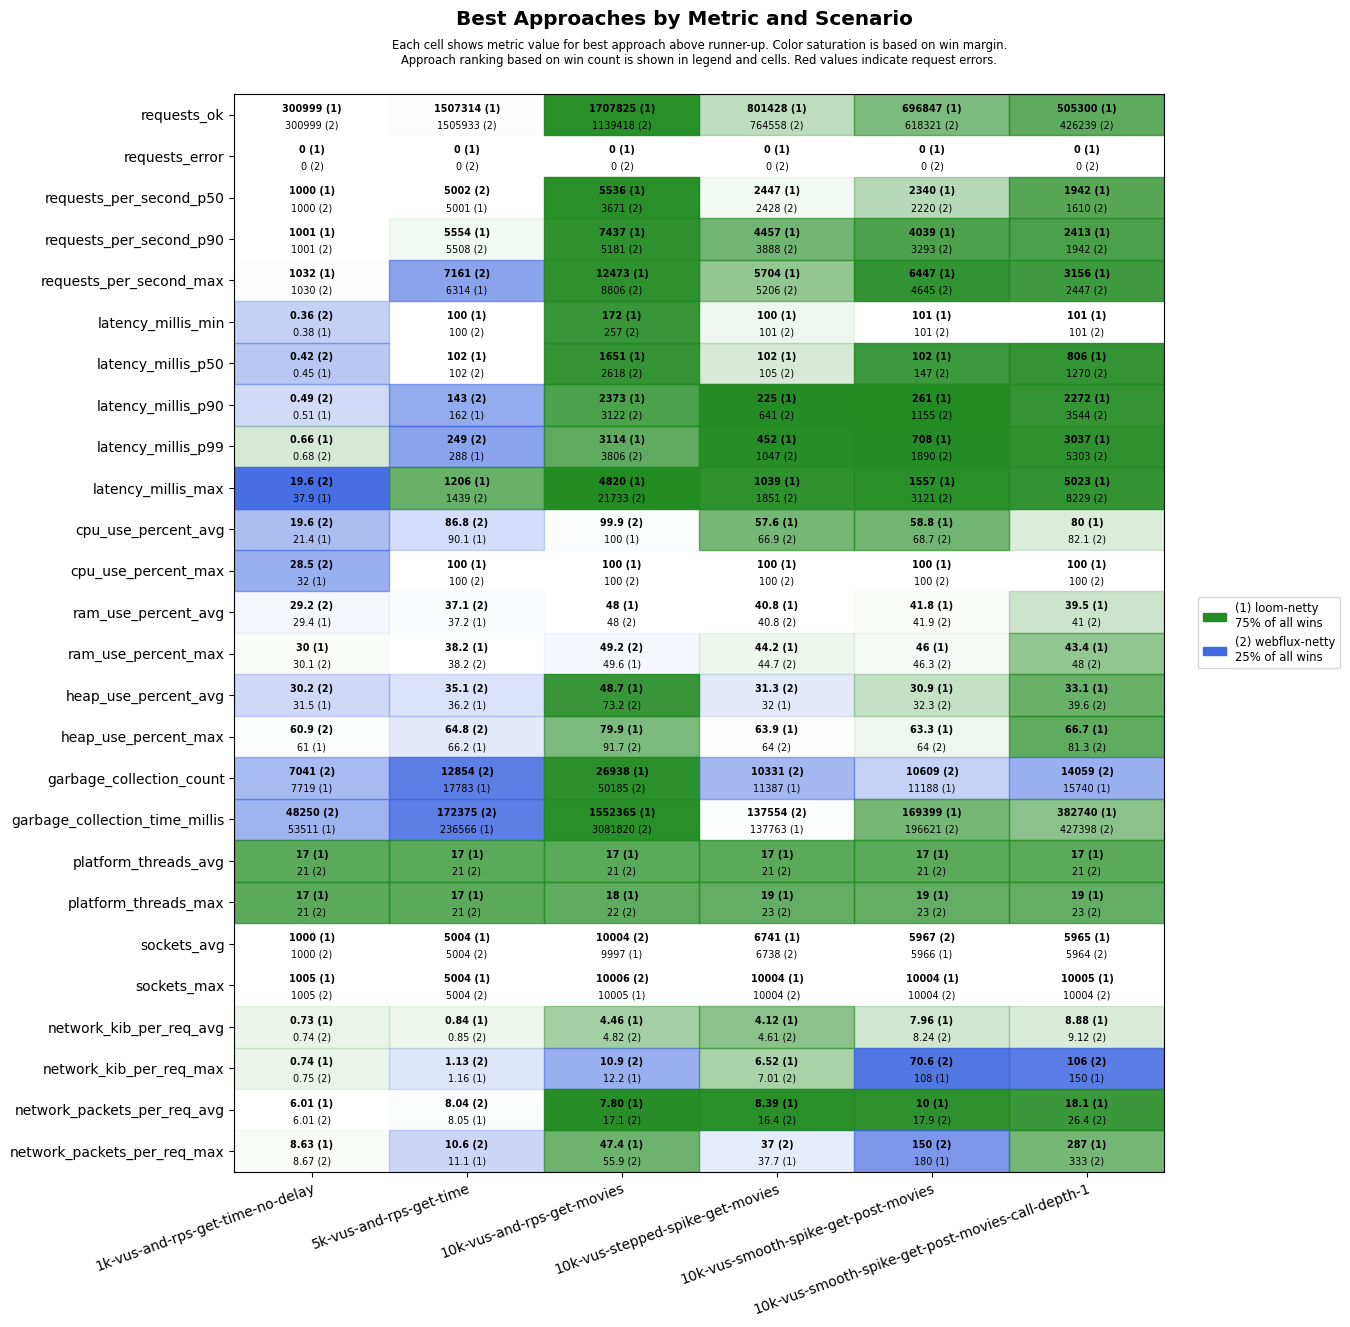 Best Approaches by Metric and Scenario
Each cell shows metric value for best approach above runner-up. Color saturation is based on win margin.
Approach ranking based on win count is shown in legend and cells. Red values indicate request errors.
requests_ok
300999 (1) 1507314 (1) 1707825 (1) 801428 (1) 696847 (1) 505300 (1)
300999 (2) 1505933 (2) 1139418 (2) 764558 (2) 618321 (2) 426239 (2)
requests_error
0 (1) 0 (1) 0 (1) 0 (1) 0 (1) 0 (1)
0 (2) 0 (2) 0 (2) 0 (2) 0 (2) 0 (2)
requests_per_second_p50
1000 (1) 5002 (2) 5536 (1) 2447 (1) 2340 (1) 1942 (1)
1000 (2) 5001 (1) 3671 (2) 2428 (2) 2220 (2) 1610 (2)
requests_per_second_p90
1001 (1) 5554 (1) 7437 (1) 4457 (1) 4039 (1) 2413 (1)
1001 (2) 5508 (2) 5181 (2) 3888 (2) 3293 (2) 1942 (2)
requests_per_second_max
1032 (1) 7161 (2) 12473 (1) 5704 (1) 6447 (1) 3156 (1)
1030 (2) 6314 (1) 8806 (2) 5206 (2) 4645 (2) 2447 (2)
latency_millis_min
0.36 (2) 100 (1) 172 (1) 100 (1) 101 (1) 101 (1)
0.38 (1) 100 (2) 257 (2) 101 (2) 101 (2) 101 (2)
latency_millis_p50
0.42 (2) 102 (1) 1651 (1) 102 (1) 102 (1) 806 (1)
0.45 (1) 102 (2) 2618 (2) 105 (2) 147 (2) 1270 (2)
latency_millis_p90
0.49 (2) 143 (2) 2373 (1) 225 (1) 261 (1) 2272 (1)
0.51 (1) 162 (1) 3122 (2) 641 (2) 1155 (2) 3544 (2)
latency_millis_p99
0.66 (1) 249 (2) 3114 (1) 452 (1) 708 (1) 3037 (1)
0.68 (2) 288 (1) 3806 (2) 1047 (2) 1890 (2) 5303 (2)
latency_millis_max
19.6 (2) 1206 (1) 4820 (1) 1039 (1) 1557 (1) 5023 (1)
37.9 (1) 1439 (2) 21733 (2) 1851 (2) 3121 (2) 8229 (2)
cpu_use_percent_avg
19.6 (2) 86.8 (2) 99.9 (2) 57.6 (1) 58.8 (1) 80 (1)
21.4 (1) 90.1 (1) 100 (1) 66.9 (2) 68.7 (2) 82.1 (2)
cpu_use_percent_max
28.5 (2) 100 (1) 100 (1) 100 (1) 100 (1) 100 (1)
32 (1) 100 (2) 100 (2) 100 (2) 100 (2) 100 (2)
ram_use_percent_avg
29.2 (2) 37.1 (2) 48 (1) 40.8 (1) 41.8 (1) 39.5 (1)
29.4 (1) 37.2 (1) 48 (2) 40.8 (2) 41.9 (2) 41 (2)
ram_use_percent_max
30 (1) 38.2 (1) 49.2 (2) 44.2 (1) 46 (1) 43.4 (1)
30.1 (2) 38.2 (2) 49.6 (1) 44.7 (2) 46.3 (2) 48 (2)
heap_use_percent_avg
30.2 (2) 35.1 (2) 48.7 (1) 31.3 (2) 30.9 (1) 33.1 (1)
31.5 (1) 36.2 (1) 73.2 (2) 32 (1) 32.3 (2) 39.6 (2)
heap_use_percent_max
60.9 (2) 64.8 (2) 79.9 (1) 63.9 (1) 63.3 (1) 66.7 (1)
61 (1) 66.2 (1) 91.7 (2) 64 (2) 64 (2) 81.3 (2)
garbage_collection_count
7041 (2) 12854 (2) 26938 (1) 10331 (2) 10609 (2) 14059 (2)
7719 (1) 17783 (1) 50185 (2) 11387 (1) 11188 (1) 15740 (1)
garbage_collection_time_millis
48250 (2) 172375 (2) 1552365 (1) 137554 (2) 169399 (1) 382740 (1)
53511 (1) 236566 (1) 3081820 (2) 137763 (1) 196621 (2) 427398 (2)
platform_threads_avg
17 (1) 17 (1) 17 (1) 17 (1) 17 (1) 17 (1)
21 (2) 21 (2) 21 (2) 21 (2) 21 (2) 21 (2)
platform_threads_max
17 (1) 17 (1) 18 (1) 19 (1) 19 (1) 19 (1)
21 (2) 21 (2) 22 (2) 23 (2) 23 (2) 23 (2)
sockets_avg
1000 (1) 5004 (1) 10004 (2) 6741 (1) 5967 (2) 5965 (1)
1000 (2) 5004 (2) 9997 (1) 6738 (2) 5966 (1) 5964 (2)
sockets_max
1005 (1) 5004 (1) 10006 (2) 10004 (1) 10004 (1) 10005 (1)
1005 (2) 5004 (2) 10005 (1) 10004 (2) 10004 (2) 10004 (2)
network_kib_per_req_avg
0.73 (1) 0.84 (1) 4.46 (1) 4.12 (1) 7.96 (1) 8.88 (1)
0.74 (2) 0.85 (2) 4.82 (2) 4.61 (2) 8.24 (2) 9.12 (2)
network_kib_per_req_max
0.74 (1) 1.13 (2) 10.9 (2) 6.52 (1) 70.6 (2) 106 (2)
0.75 (2) 1.16 (1) 12.2 (1) 7.01 (2) 108 (1) 150 (1)
network_packets_per_req_avg
6.01 (1) 8.04 (2) 7.80 (1) 8.39 (1) 10 (1) 18.1 (1)
6.01 (2) 8.05 (1) 17.1 (2) 16.4 (2) 17.9 (2) 26.4 (2)
network_packets_per_req_max
8.63 (1) 10.6 (2) 47.4 (1) 37 (2) 150 (2) 287 (1)
8.67 (2) 11.1 (1) 55.9 (2) 37.7 (1) 180 (1) 333 (2)
1k-vus-and-rps-get-time-no-delay
5k-vus-and-rps-get-time
10k-vus-and-rps-get-movies
10k-vus-stepped-spike-get-movies
10k-vus-smooth-spike-get-post-movies
10k-vus-smooth-spike-get-post-movies-call-depth-1
(1) loom-netty
75% of all wins
(2) webflux-netty
25% of all wins